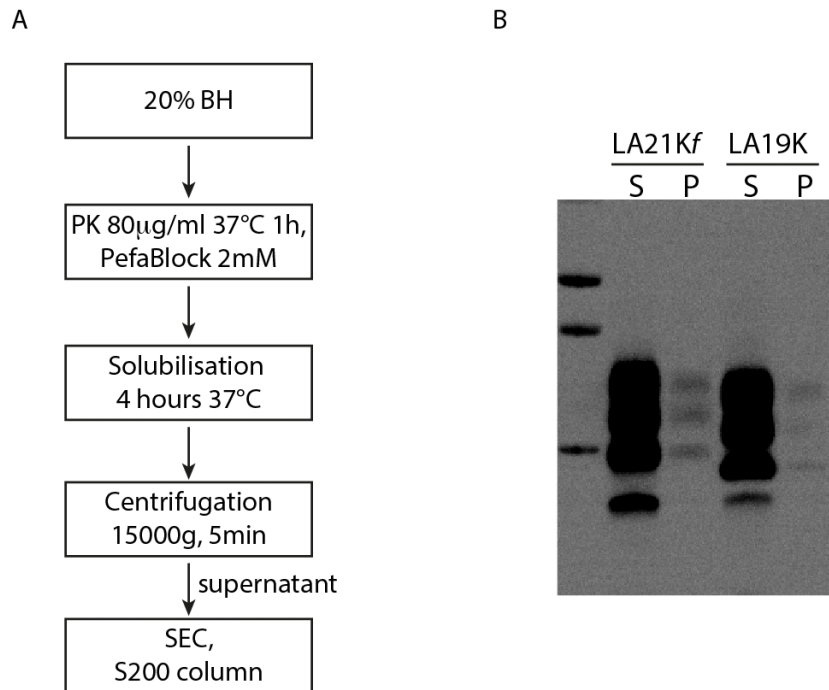 A
20% BH
PK 80µg/ml 37°C 1h,
PefaBlock 2mM
Solubilisation
4 hours 37°C
Centrifugation
15000g, 5min
supernatant
SEC,
S200 column
B
LA21Kf LA19K
S P S P